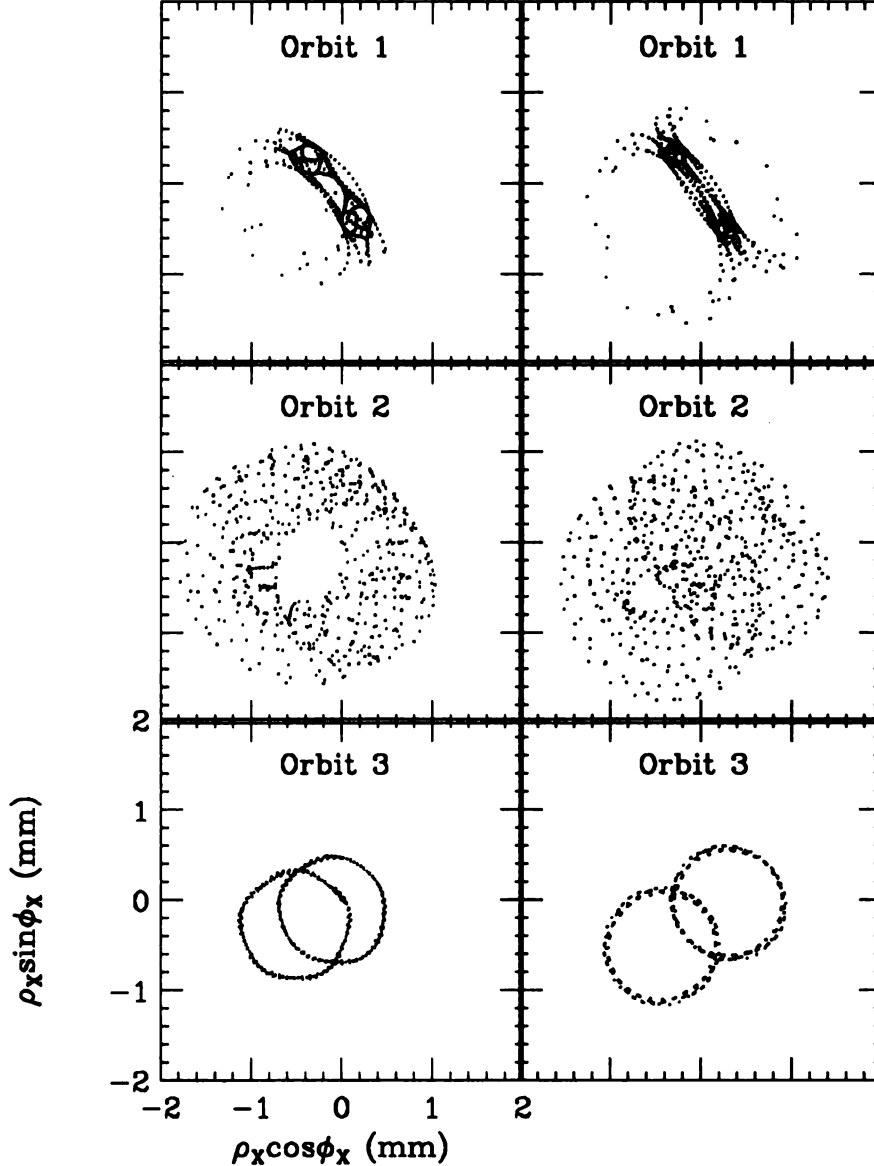 Orbit 1
Orbit 1
Orbit 2
Orbit 2
2
Orbit 3
Orbit 3
1
0
−1
−2
ρxsinϕx (mm)
−2 −1 0 1 2
ρxcosϕx (mm)